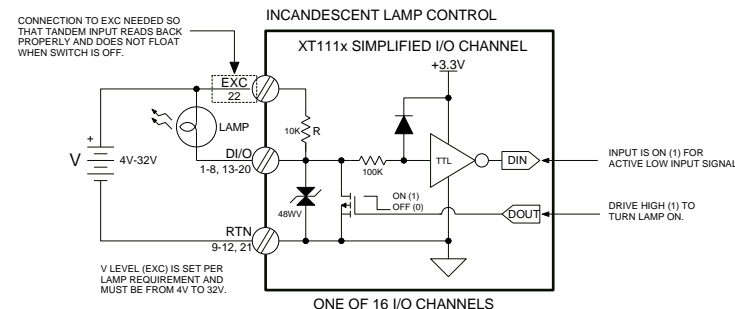 CONNECTION TO EXC NEEDED SO
THAT TANDEM INPUT READS BACK
PROPERLY AND DOES NOT FLOAT
WHEN SWITCH IS OFF.
INCANDESCENT LAMP CONTROL
XT111x SIMPLIFIED I/O CHANNEL
+3.3V
EXC
22
LAMP
10K
R
V
+
4V-32V
DI/O
1-8, 13-20
100K
TTL
DIN
INPUT IS ON (1) FOR
ACTIVE LOW INPUT SIGNAL
48WV
ON (1)
OFF (0)
DOUT
DRIVE HIGH (1) TO
TURN LAMP ON.
RTN
9-12, 21
V LEVEL (EXC) IS SET PER
LAMP REQUIREMENT AND
MUST BE FROM 4V TO 32V.
ONE OF 16 I/O CHANNELS